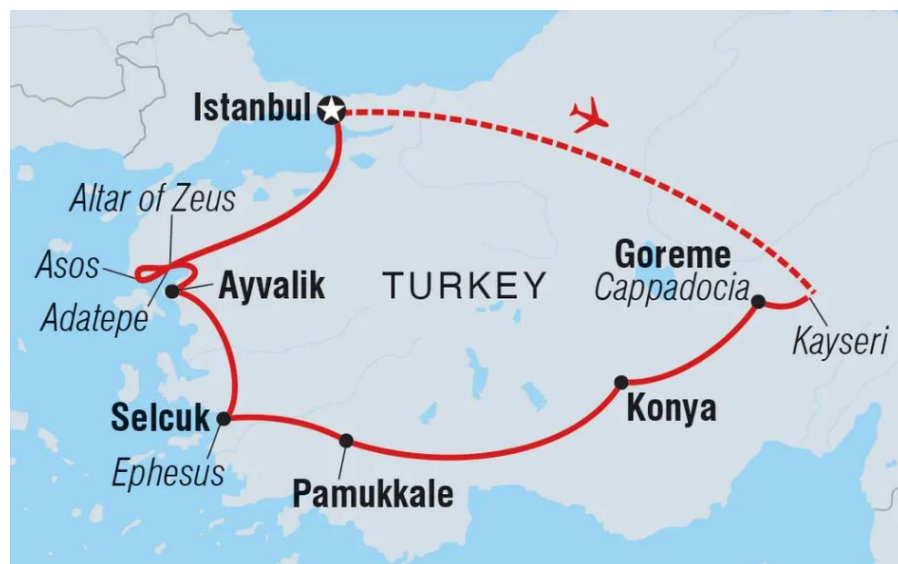 Istanbul
Altar of Zeus
Asos
Adatepe
Ayvalik
TURKEY
Goreme
Cappadocia
Kayseri
Konya
Selcuk
Ephesus
Pamukkale